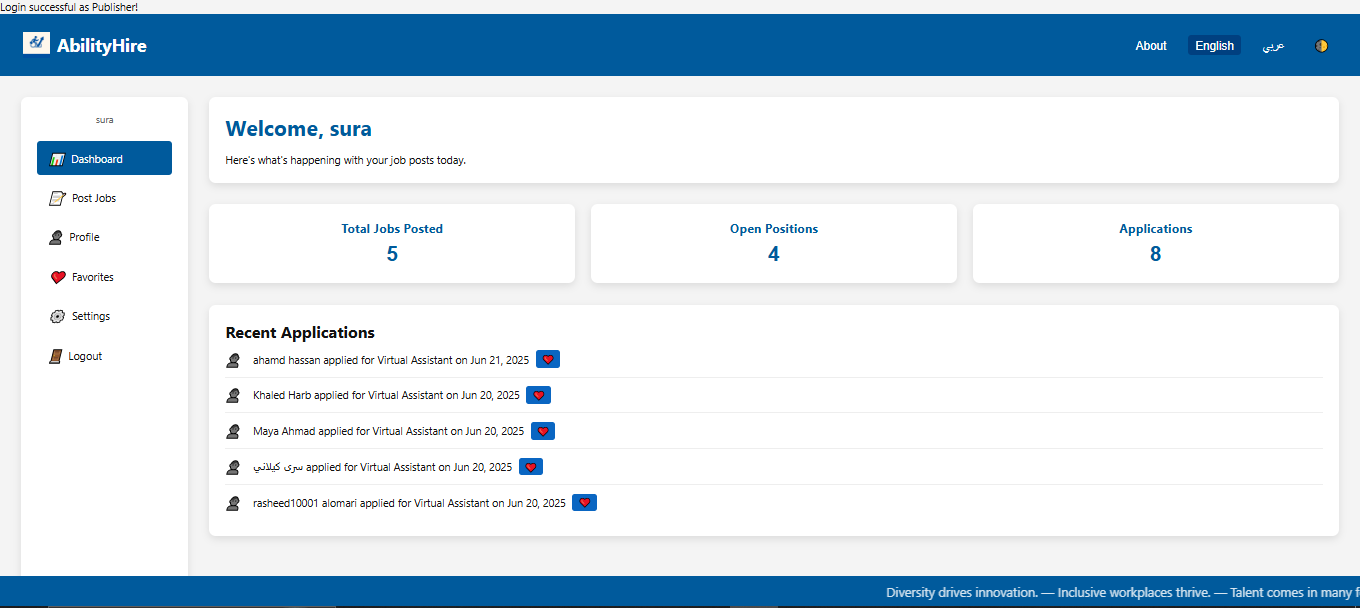 Login successful as Publisher!
AbilityHire
About English عربي
sura
Dashboard
Post Jobs
Profile
Favorites
Settings
Logout
Welcome, sura
Here's what's happening with your job posts today.
Total Jobs Posted
5
Open Positions
4
Applications
8
Recent Applications
ahamd hassan applied for Virtual Assistant on Jun 21, 2025
Khaled Harb applied for Virtual Assistant on Jun 20, 2025
Maya Ahmad applied for Virtual Assistant on Jun 20, 2025
سرى كيلاني applied for Virtual Assistant on Jun 20, 2025
rasheed10001 alomari applied for Virtual Assistant on Jun 20, 2025
Diversity drives innovation. — Inclusive workplaces thrive. — Talent comes in many